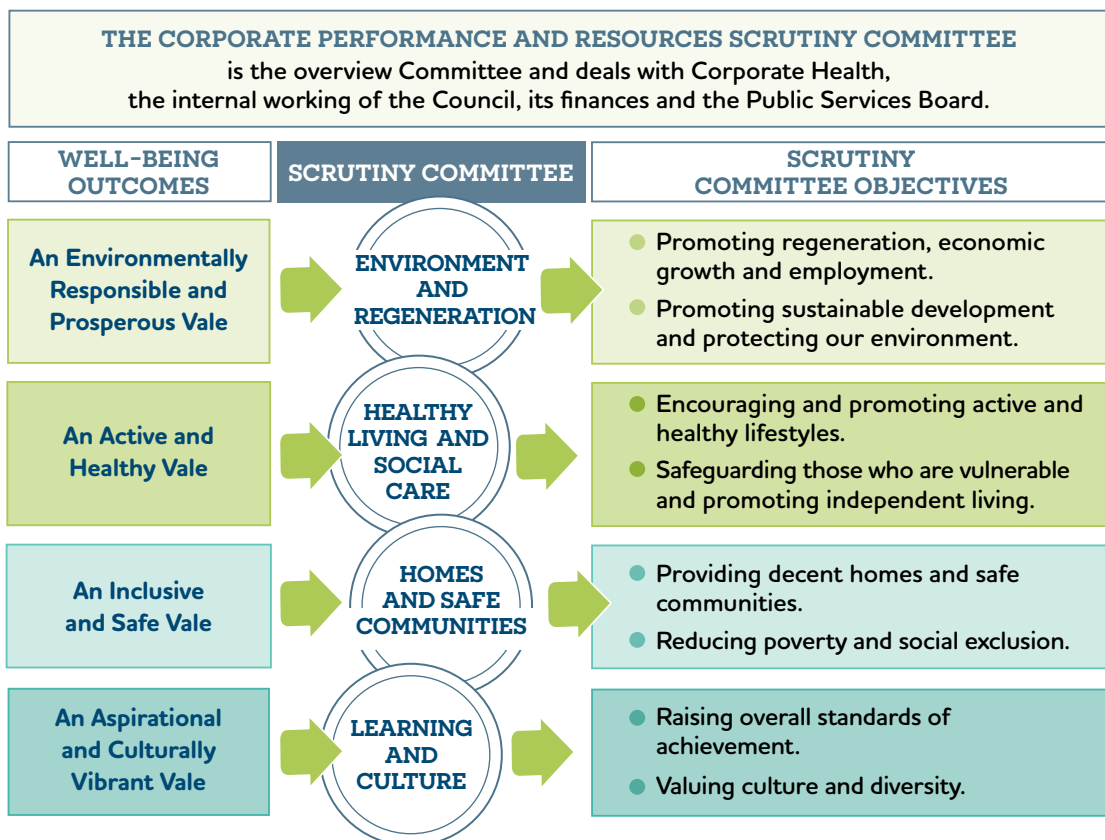 THE CORPORATE PERFORMANCE AND RESOURCES SCRUTINY COMMITTEE
is the overview Committee and deals with Corporate Health,
the internal working of the Council, its finances and the Public Services Board.
WELL-BEING
OUTCOMES
SCRUTINY COMMITTEE
SCRUTINY
COMMITTEE OBJECTIVES
An Environmentally
Responsible and
Prosperous Vale
ENVIRONMENT
AND
REGENERATION
Promoting regeneration, economic
growth and employment.
Promoting sustainable development
and protecting our environment.
An Active and
Healthy Vale
HEALTHY
LIVING AND
SOCIAL
CARE
Encouraging and promoting active and
healthy lifestyles.
Safeguarding those who are vulnerable
and promoting independent living.
An Inclusive
and Safe Vale
HOMES
AND SAFE
COMMUNITIES
Providing decent homes and safe
communities.
Reducing poverty and social exclusion.
An Aspirational
and Culturally
Vibrant Vale
LEARNING
AND
CULTURE
Raising overall standards of
achievement.
Valuing culture and diversity.